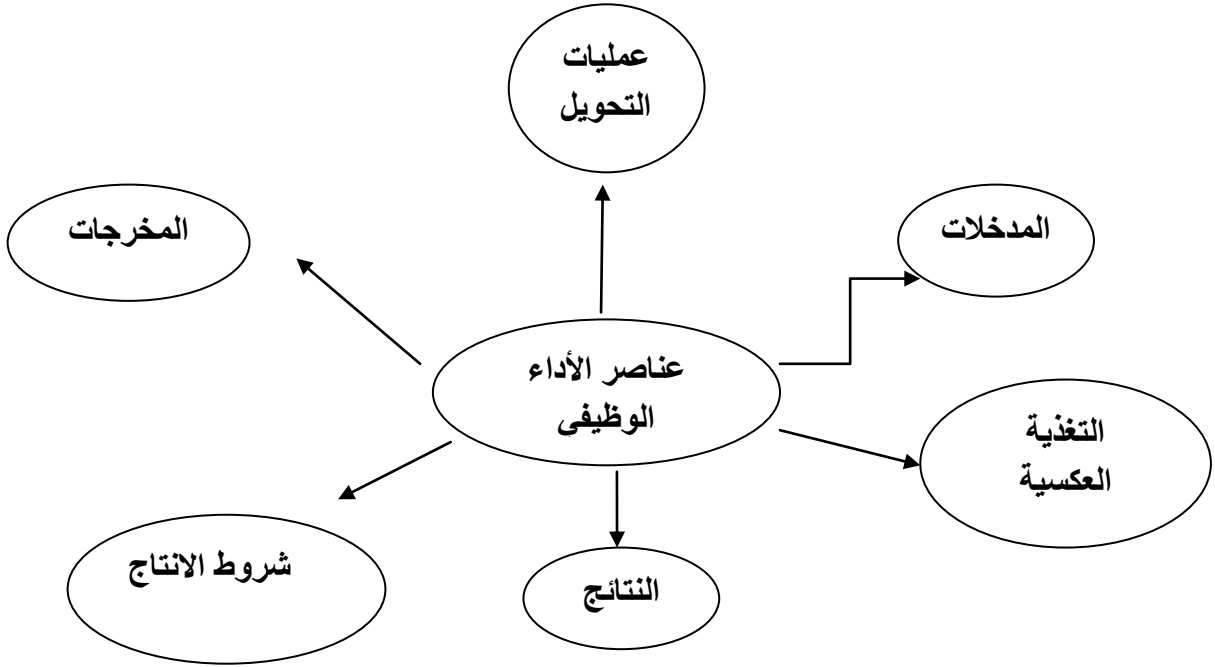 عمليات
التحويل
المدخلات
المخرجات
عناصر الأداء
الوظيفى
التغذية
العكسية
شروط الانتاج
النتائج